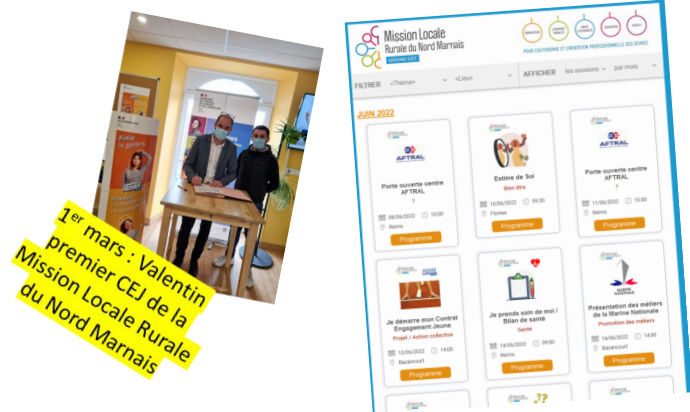 1er mars : Valentin
premier CEJ de la
Mission Locale Rurale
du Nord Marnais
Mission Locale
Rurale du Nord Marnais
GRAND EST
POUR L'AUTONOMIE ET L'INSERTION PROFESSIONNELLE DES JEUNES
FILTRER <Thème> <Lieu> AFFICHER les sessions par mois
JUIN 2022
AFTRAL
Porte ouverte centre
AFTRAL
?
08/06/2022 10:00
Reims
Programme
Estime de Soi
Bien être
10/06/2022 09:30
Fismes
Programme
AFTRAL
Porte ouverte centre
AFTRAL
?
11/06/2022 10:00
Reims
Programme
Je démarre mon Contrat
Engagement Jeune
Projet / Action collective
13/06/2022 14:00
Bazancourt
Programme
Je prends soin de moi !
Bilan de santé
Santé
14/06/2022 09:00
Reims
Programme
MARINE
NATIONALE
Présentation des métiers
de la Marine Nationale
Promotion des métiers
14/06/2022 14:00
Bazancourt
Programme
.??